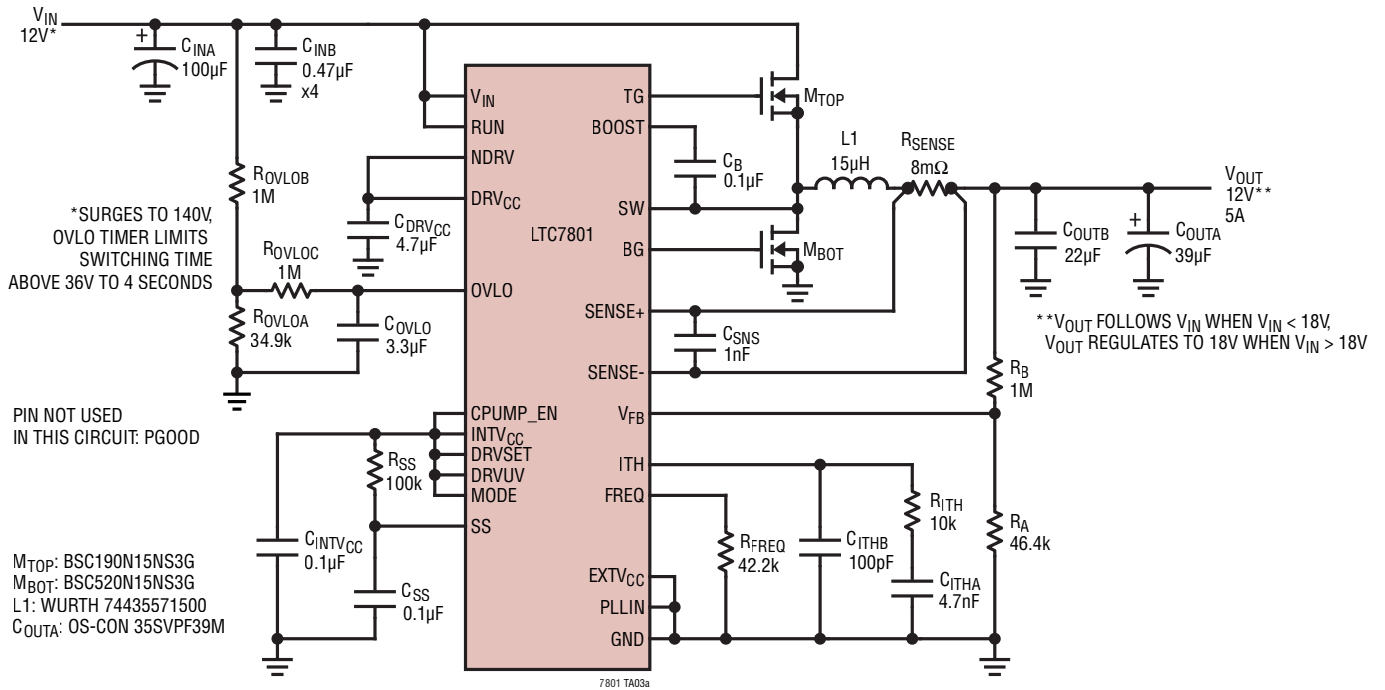 VIN
12V*
+
CINA
100µF
CINB
0.47µF
x4
ROVLOB
1M
*SURGES TO 140V,
OVLO TIMER LIMITS
SWITCHING TIME
ABOVE 36V TO 4 SECONDS
ROVLOC
1M
ROVLOA
34.9k
COVLO
3.3µF
CDRVCC
4.7µF
PIN NOT USED
IN THIS CIRCUIT: PGOOD
RSS
100k
CINTVCC
0.1µF
CSS
0.1µF
MTOP: BSC190N15NS3G
MBOT: BSC520N15NS3G
L1: WURTH 74435571500
COUTA: OS-CON 35SVPF39M
LTC7801
VIN
RUN
NDRV
DRVCC
OVLO
CPUMP_EN
INTVCC
DRVSET
DRVUV
MODE
SS
TG
BOOST
SW
BG
SENSE+
SENSE-
VFB
ITH
FREQ
EXTVCC
PLLIN
GND
MTOP
CB
0.1µF
MBOT
L1
15µH
RSENSE
8mΩ
VOUT
12V**
5A
COUTB
22µF
+
COUTA
39µF
**VOUT FOLLOWS VIN WHEN VIN < 18V,
VOUT REGULATES TO 18V WHEN VIN > 18V
CSNS
1nF
RB
1M
RA
46.4k
RFREQ
42.2k
CITHB
100pF
RITH
10k
CITHA
4.7nF
7801 TA03a